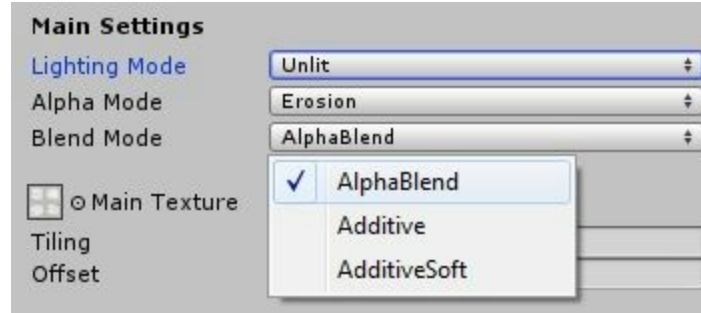 Main Settings
Lighting Mode Unlit
Alpha Mode Erosion
Blend Mode AlphaBlend
AlphaBlend
Main Texture
Additive
Tiling
AdditiveSoft
Offset